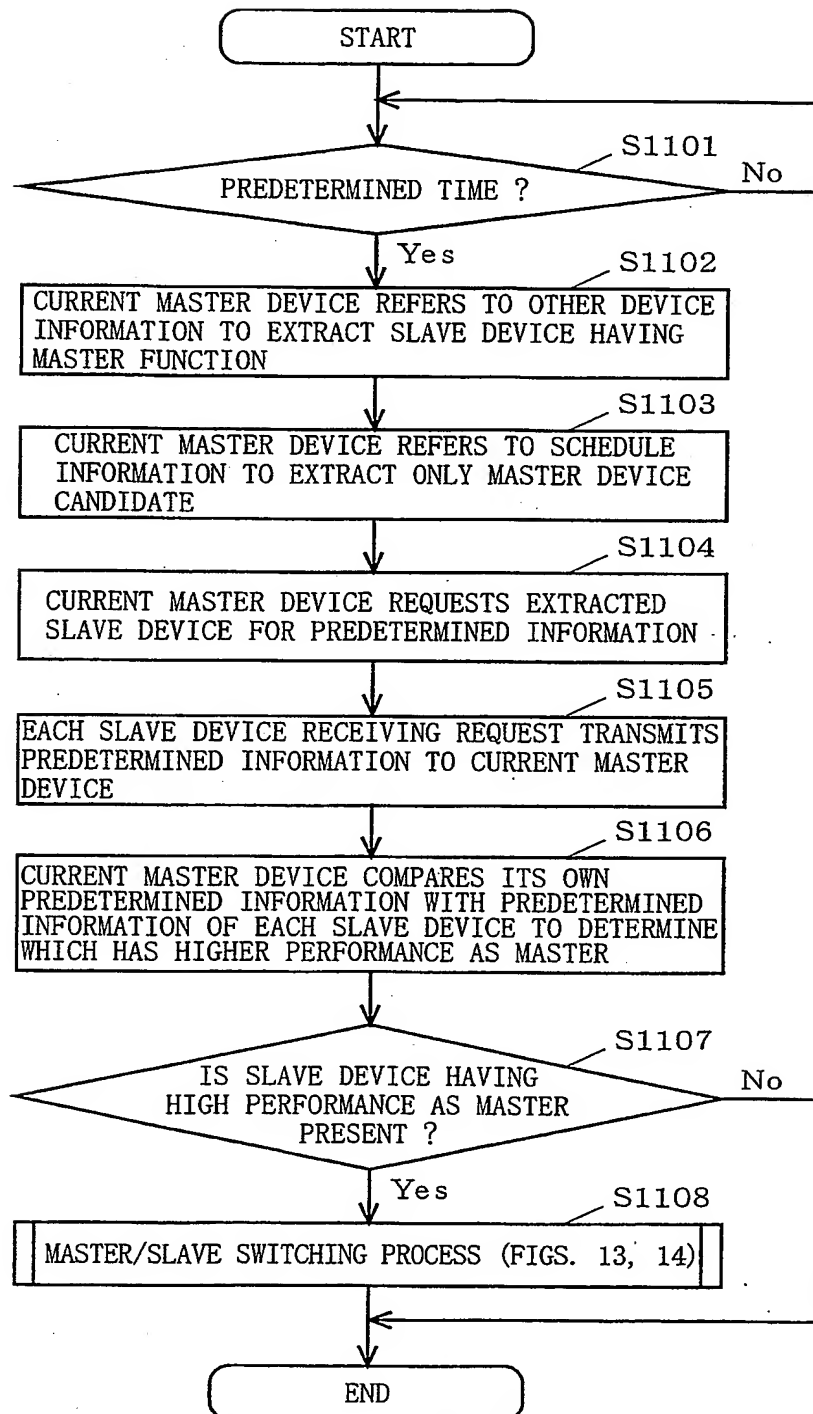 START
S1101
PREDETERMINED TIME ?
No
Yes
S1102
CURRENT MASTER DEVICE REFERS TO OTHER DEVICE
INFORMATION TO EXTRACT SLAVE DEVICE HAVING
MASTER FUNCTION
S1103
CURRENT MASTER DEVICE REFERS TO SCHEDULE
INFORMATION TO EXTRACT ONLY MASTER DEVICE
CANDIDATE
S1104
CURRENT MASTER DEVICE REQUESTS EXTRACTED
SLAVE DEVICE FOR PREDETERMINED INFORMATION
S1105
EACH SLAVE DEVICE RECEIVING REQUEST TRANSMITS
PREDETERMINED INFORMATION TO CURRENT MASTER
DEVICE
S1106
CURRENT MASTER DEVICE COMPARES ITS OWN
PREDETERMINED INFORMATION WITH PREDETERMINED
INFORMATION OF EACH SLAVE DEVICE TO DETERMINE
WHICH HAS HIGHER PERFORMANCE AS MASTER
S1107
IS SLAVE DEVICE HAVING
HIGH PERFORMANCE AS MASTER
PRESENT ?
No
Yes
S1108
MASTER/SLAVE SWITCHING PROCESS (FIGS. 13, 14)
END